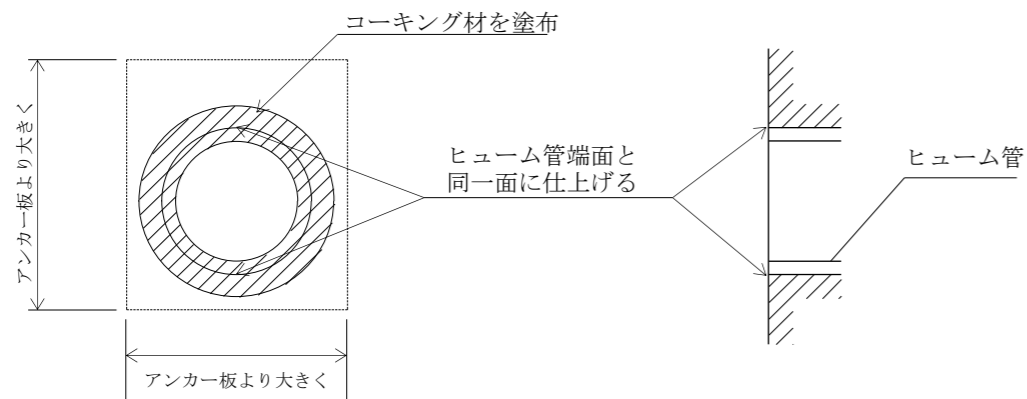 コーキング材を塗布
アンカー板より大きく
ヒューム管端面と
同一面に仕上げる
ヒューム管
アンカー板より大きく